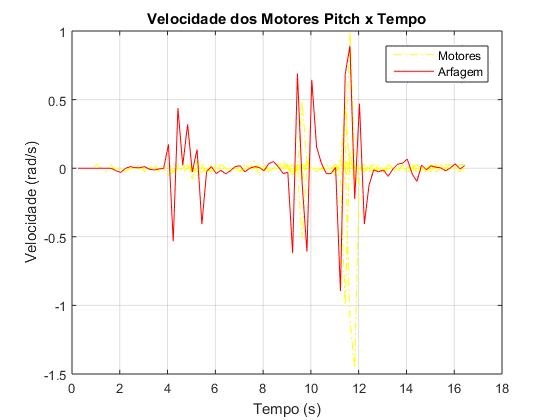 Velocidade dos Motores Pitch x Tempo
1
0.5
0
-0.5
-1
-1.5
Velocidade (rad/s)
Motores
Arfagem
0 2 4 6 8 10 12 14 16 18
Tempo (s)